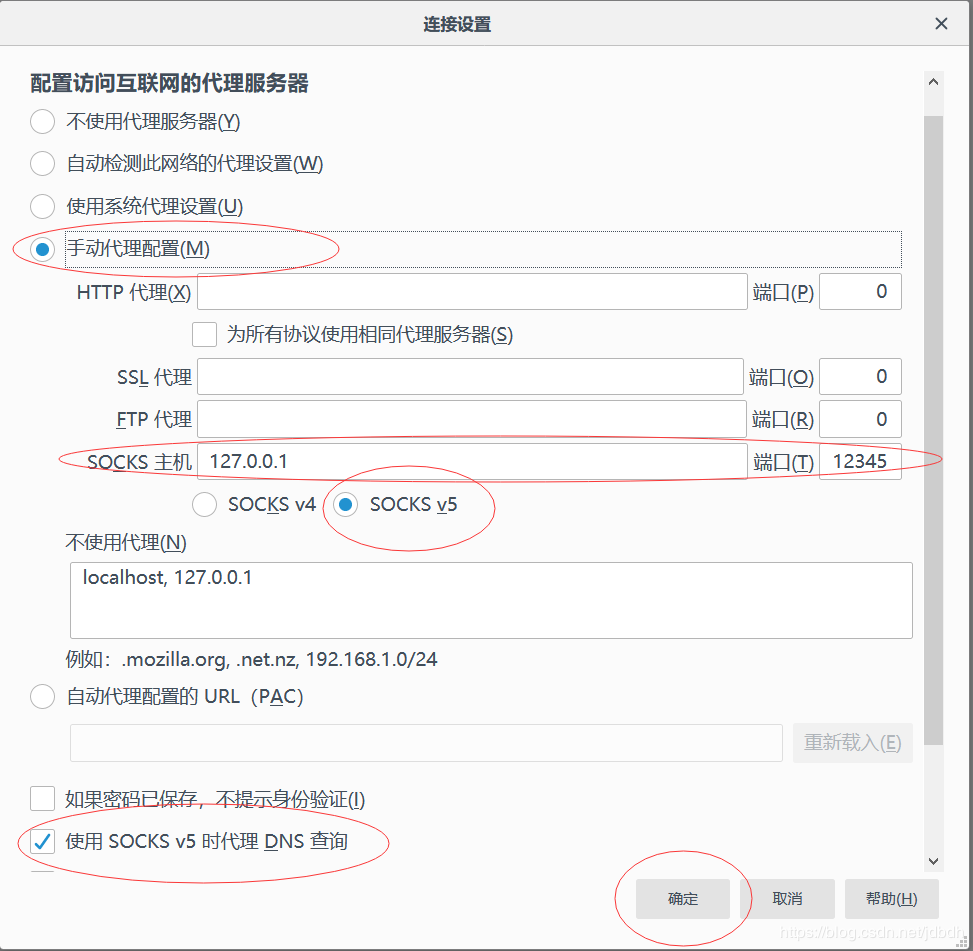 连接设置
配置访问互联网的代理服务器
不使用代理服务器(Y)
自动检测此网络的代理设置(W)
使用系统代理设置(U)
手动代理配置(M)
HTTP 代理(X) 端口(P) 0
为所有协议使用相同代理服务器(S)
SSL 代理 端口(O) 0
FTP 代理 端口(R) 0
SOCKS 主机 127.0.0.1 端口(T) 12345
SOCKS v4 SOCKS v5
不使用代理(N)
localhost, 127.0.0.1
例如：.mozilla.org, .net.nz, 192.168.1.0/24
自动代理配置的 URL（PAC）
重新载入(E)
如果密码已保存，不提示身份验证(I)
使用 SOCKS v5 时代理 DNS 查询
确定 取消 帮助(H)
https://blog.csdn.net/jdbdh